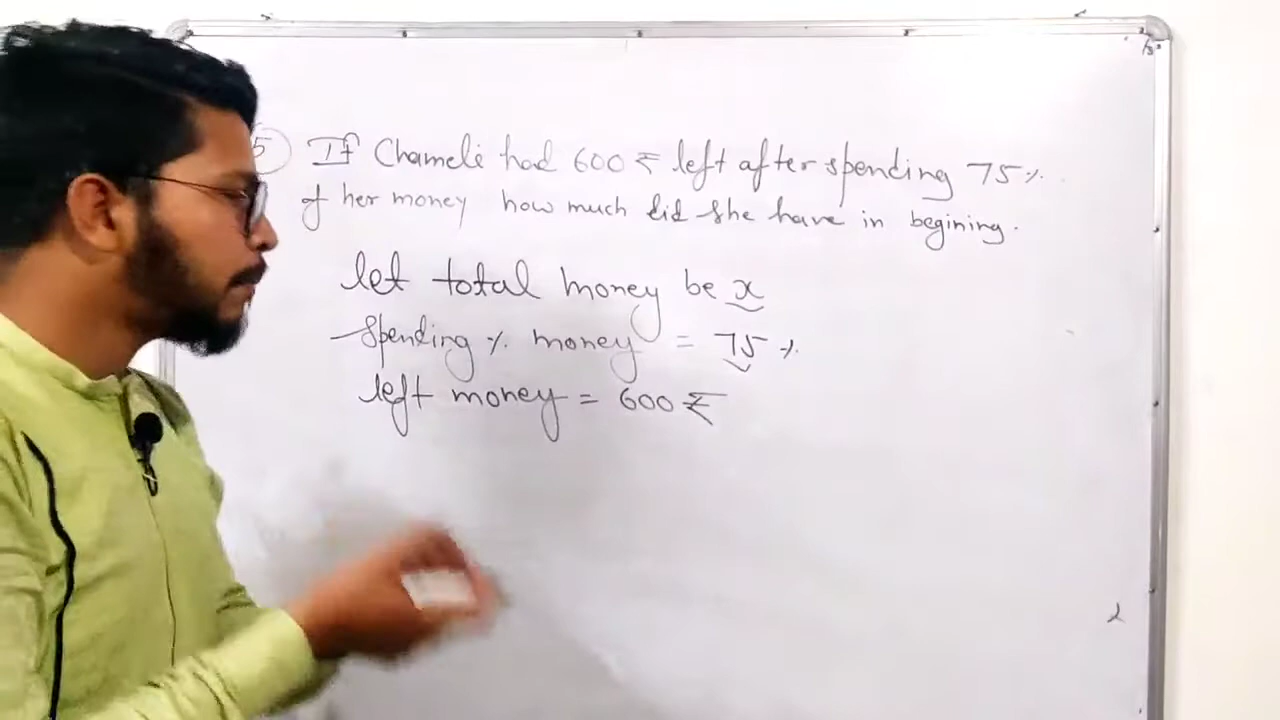 5 If Chameli had 600 ₹ left after spending 75 %.
of her money how much did she have in begining.
let total money be x
Spending % money = 75 %
left money = 600 ₹